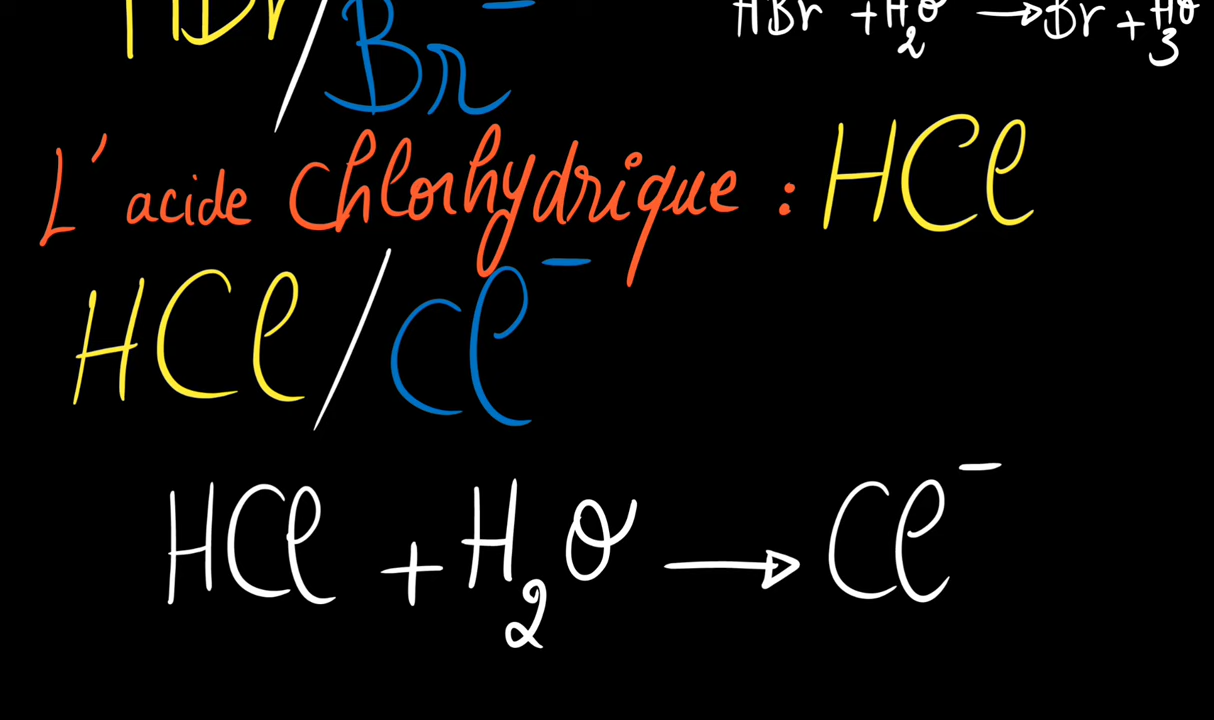 HBr/Br⁻
HBr + H₂O → Br + H₃O
L'acide chlorhydrique : HCl
HCl/Cl⁻
HCl + H₂O → Cl⁻